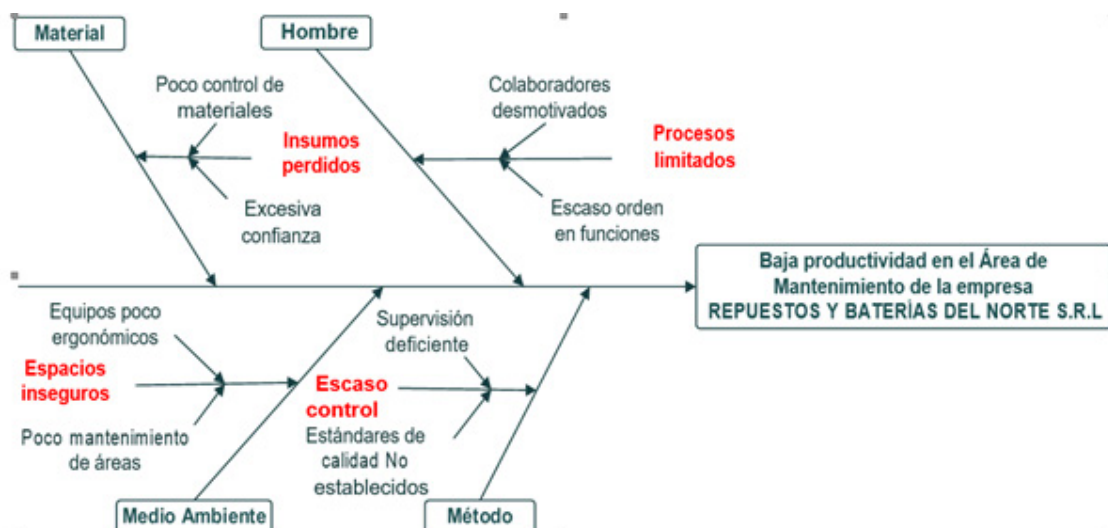 Material
Hombre
Poco control de
materiales
Insumos
perdidos
Excesiva
confianza
Colaboradores
desmotivados
Procesos
limitados
Escaso orden
en funciones
Baja productividad en el Área de
Mantenimiento de la empresa
REPUESTOS Y BATERÍAS DEL NORTE S.R.L
Equipos poco
ergonómicos
Espacios
inseguros
Poco mantenimiento
de áreas
Supervisión
deficiente
Escaso
control
Estándares de
calidad No
establecidos
Medio Ambiente
Método